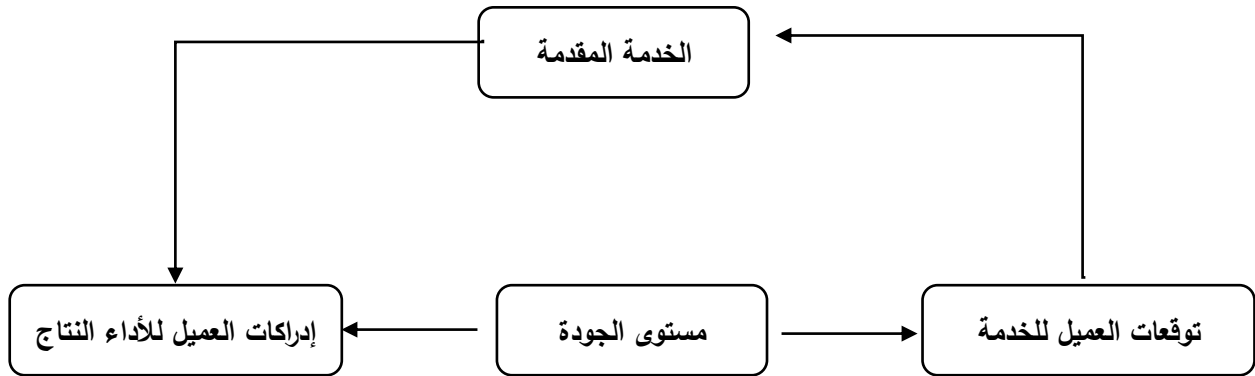 الخدمة المقدمة
توقعات العميل للخدمة
مستوى الجودة
إدراكات العميل للأداء النتاج